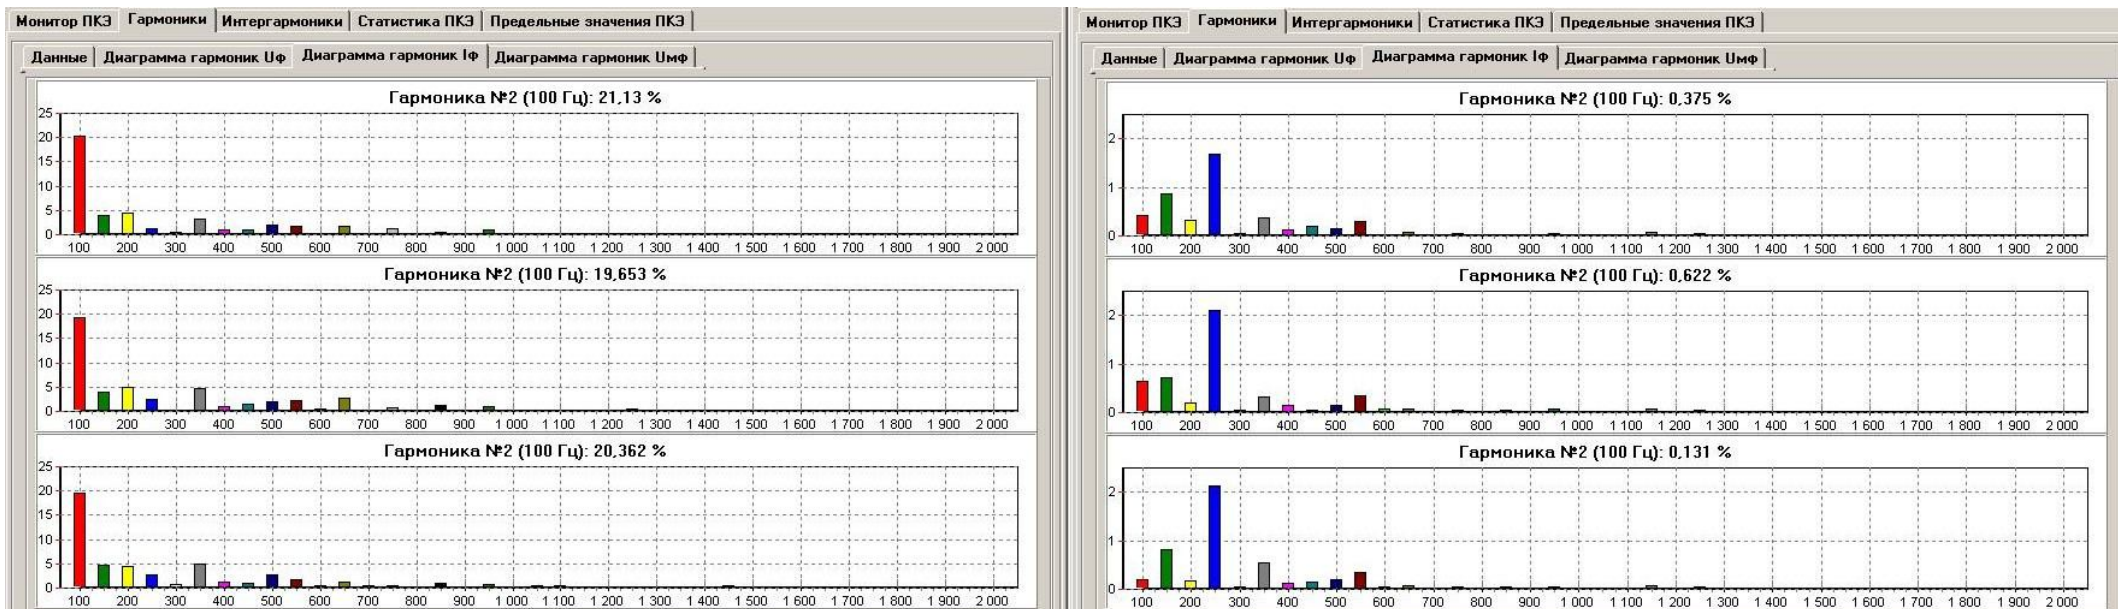 Монитор ПКЭ Гармоники Интергармоники Статистика ПКЭ Предельные значения ПКЭ
Данные Диаграмма гармоник Uф Диаграмма гармоник Iф Диаграмма гармоник Uмф
Гармоника №2 (100 Гц): 21,13 %
25
20
15
10
5
0
100 200 300 400 500 600 700 800 900 1 000 1 100 1 200 1 300 1 400 1 500 1 600 1 700 1 800 1 900 2 000
Гармоника №2 (100 Гц): 19,653 %
25
20
15
10
5
0
100 200 300 400 500 600 700 800 900 1 000 1 100 1 200 1 300 1 400 1 500 1 600 1 700 1 800 1 900 2 000
Гармоника №2 (100 Гц): 20,362 %
25
20
15
10
5
0
100 200 300 400 500 600 700 800 900 1 000 1 100 1 200 1 300 1 400 1 500 1 600 1 700 1 800 1 900 2 000
Монитор ПКЭ Гармоники Интергармоники Статистика ПКЭ Предельные значения ПКЭ
Данные Диаграмма гармоник Uф Диаграмма гармоник Iф Диаграмма гармоник Uмф
Гармоника №2 (100 Гц): 0,375 %
2
1
0
100 200 300 400 500 600 700 800 900 1 000 1 100 1 200 1 300 1 400 1 500 1 600 1 700 1 800 1 900 2 000
Гармоника №2 (100 Гц): 0,622 %
2
1
0
100 200 300 400 500 600 700 800 900 1 000 1 100 1 200 1 300 1 400 1 500 1 600 1 700 1 800 1 900 2 000
Гармоника №2 (100 Гц): 0,131 %
2
1
0
100 200 300 400 500 600 700 800 900 1 000 1 100 1 200 1 300 1 400 1 500 1 600 1 700 1 800 1 900 2 000